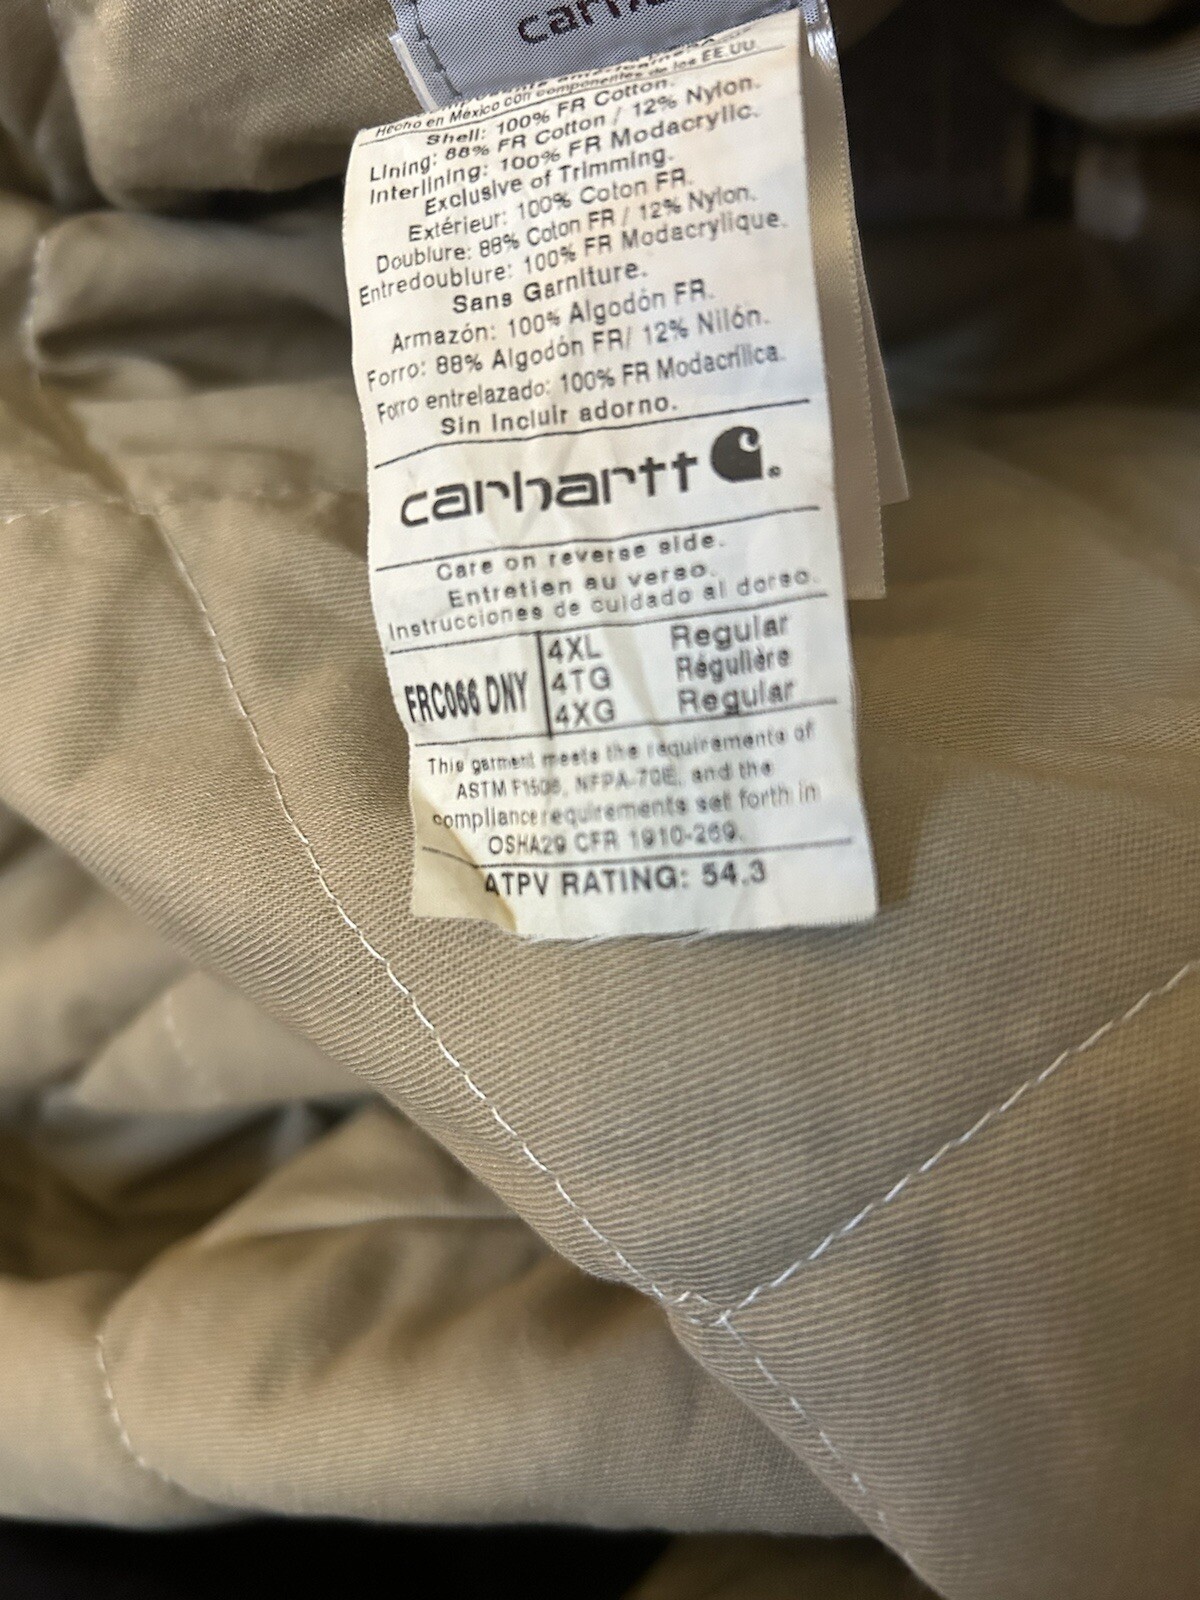 carha
Hecho en México con componentes de los EE.UU.
Shell: 100% FR Cotton.
Lining: 88% FR Cotton / 12% Nylon.
Interlining: 100% FR Modacrylic.
Exclusive of Trimming.
Extérieur: 100% Coton FR.
Doublure: 88% Coton FR / 12% Nylon.
Entredoublure: 100% FR Modacrylique.
Sans Garniture.
Armazón: 100% Algodón FR.
Forro: 88% Algodón FR/ 12% Nilón.
Forro entrelazado: 100% FR Modacrílica.
Sin Incluir adorno.
carhartt
Care on reverse side.
Entretien au verso.
Instrucciones de cuidado al dorso.
FRC066 DNY
4XL Regular
4TG Régulière
4XG Regular
This garment meets the requirements of
ASTM F1506, NFPA-70E, and the
compliance requirements set forth in
OSHA29 CFR 1910-269.
ATPV RATING: 54.3